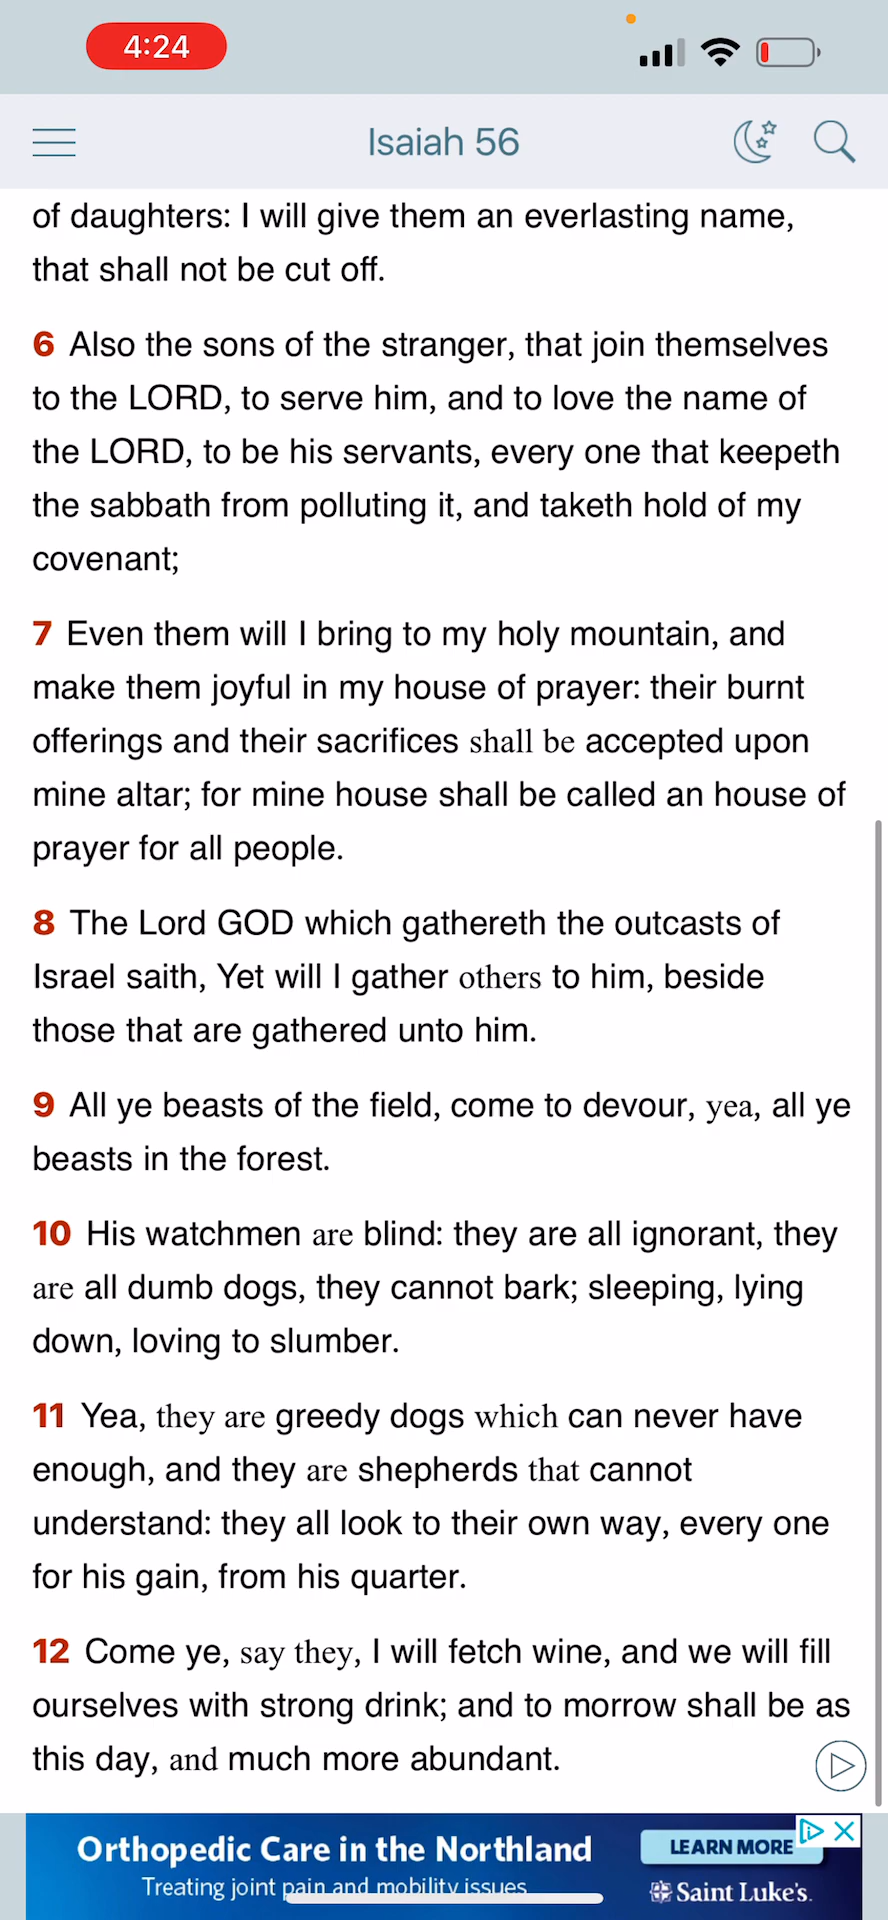 4:24
Isaiah 56
of daughters: I will give them an everlasting name,
that shall not be cut off.
6 Also the sons of the stranger, that join themselves
to the LORD, to serve him, and to love the name of
the LORD, to be his servants, every one that keepeth
the sabbath from polluting it, and taketh hold of my
covenant;
7 Even them will I bring to my holy mountain, and
make them joyful in my house of prayer: their burnt
offerings and their sacrifices shall be accepted upon
mine altar; for mine house shall be called an house of
prayer for all people.
8 The Lord GOD which gathereth the outcasts of
Israel saith, Yet will I gather others to him, beside
those that are gathered unto him.
9 All ye beasts of the field, come to devour, yea, all ye
beasts in the forest.
10 His watchmen are blind: they are all ignorant, they
are all dumb dogs, they cannot bark; sleeping, lying
down, loving to slumber.
11 Yea, they are greedy dogs which can never have
enough, and they are shepherds that cannot
understand: they all look to their own way, every one
for his gain, from his quarter.
12 Come ye, say they, I will fetch wine, and we will fill
ourselves with strong drink; and to morrow shall be as
this day, and much more abundant.
Orthopedic Care in the Northland
LEARN MORE
Treating joint pain and mobility issues
Saint Luke's.